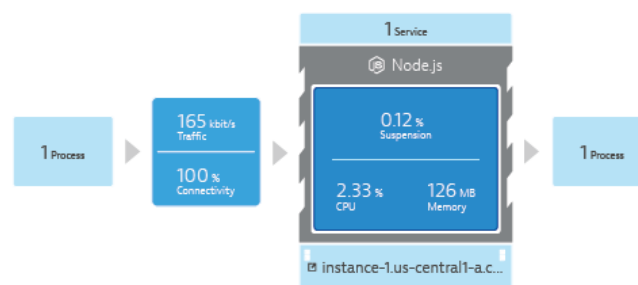 1 Service
Node.js
1 Process
165 kbit/s
Traffic
100 %
Connectivity
0.12 %
Suspension
2.33 %
CPU
126 MB
Memory
1 Process
instance-1.us-central1-a.c...